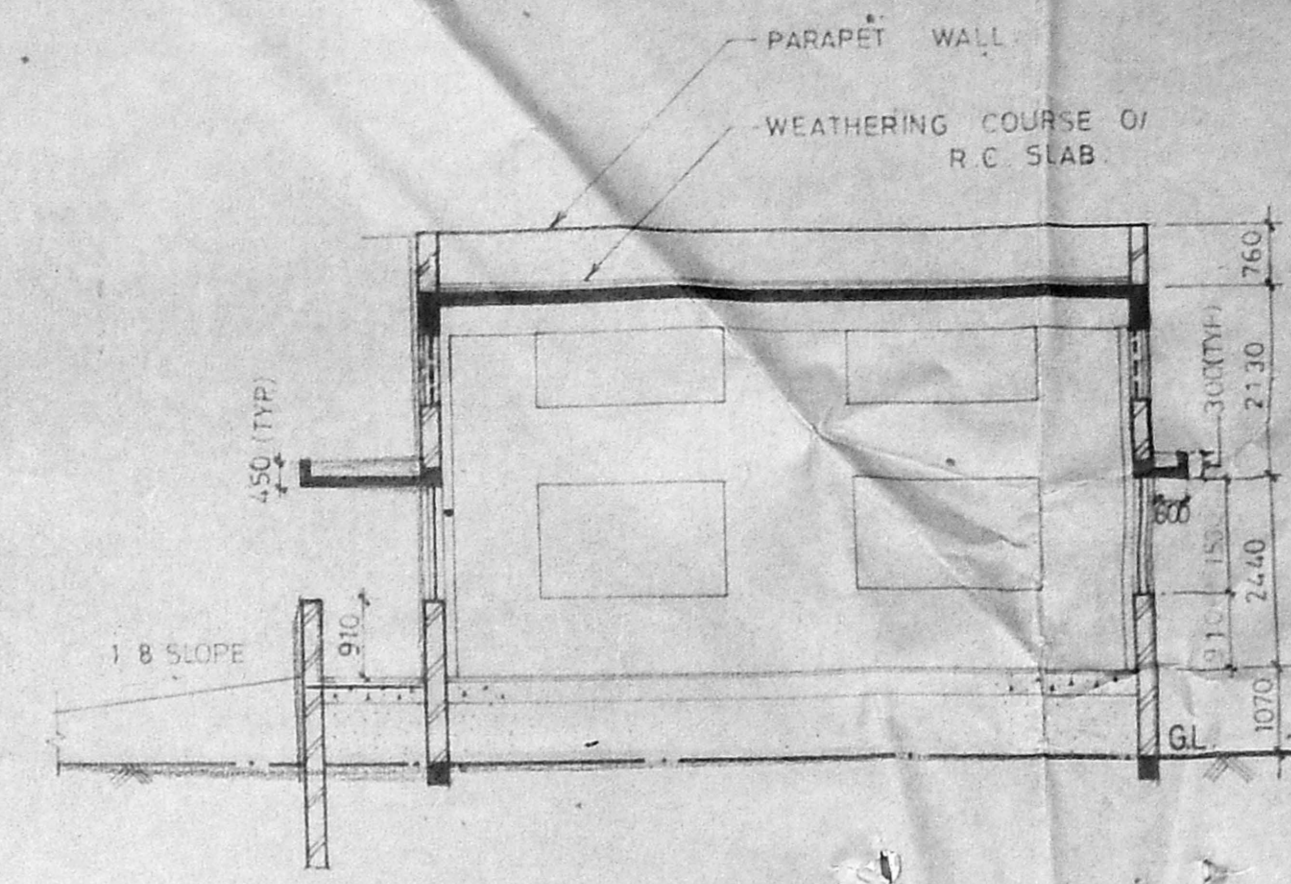 PARAPET WALL.
WEATHERING COURSE O/
R.C. SLAB.
760
300(TYP.)
2130
450 (TYP.)
600
150
2440
910
910
1 8 SLOPE
1070
G.L.